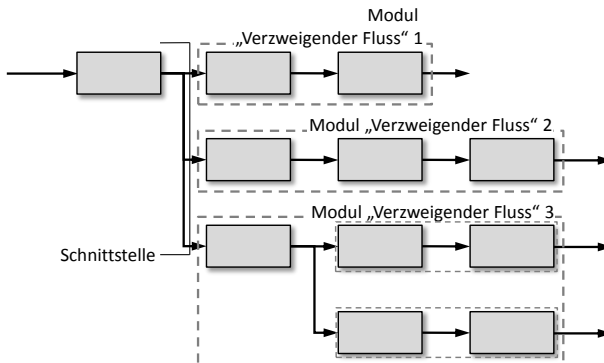 Modul
„Verzweigender Fluss“ 1
Modul „Verzweigender Fluss“ 2
Modul „Verzweigender Fluss“ 3
Schnittstelle